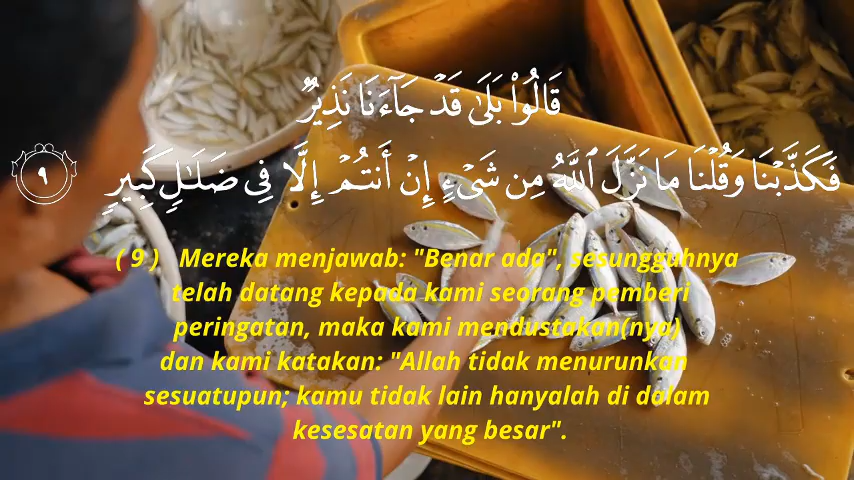 قَالُوا۟ بَلَىٰ قَدْ جَآءَنَا نَذِيرٌ
فَكَذَّبْنَا وَقُلْنَا مَا نَزَّلَ ٱللَّهُ مِن شَىْءٍ إِنْ أَنتُمْ إِلَّا فِى ضَلَـٰلٍ كَبِيرٍ ٩
( 9 ) Mereka menjawab: "Benar ada", sesungguhnya
telah datang kepada kami seorang pemberi
peringatan, maka kami mendustakan(nya)
dan kami katakan: "Allah tidak menurunkan
sesuatupun; kamu tidak lain hanyalah di dalam
kesesatan yang besar".